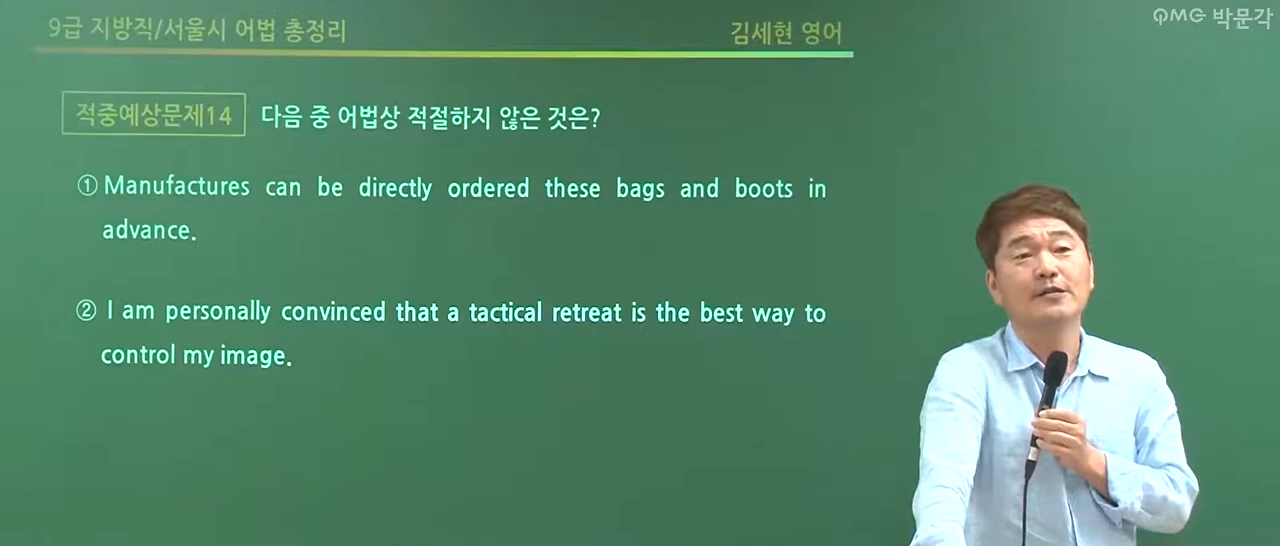 9급 지방직/서울시 어법 총정리
김세현 영어
PMG 박문각
적중예상문제14 다음 중 어법상 적절하지 않은 것은?
① Manufactures can be directly ordered these bags and boots in
advance.
② I am personally convinced that a tactical retreat is the best way to
control my image.